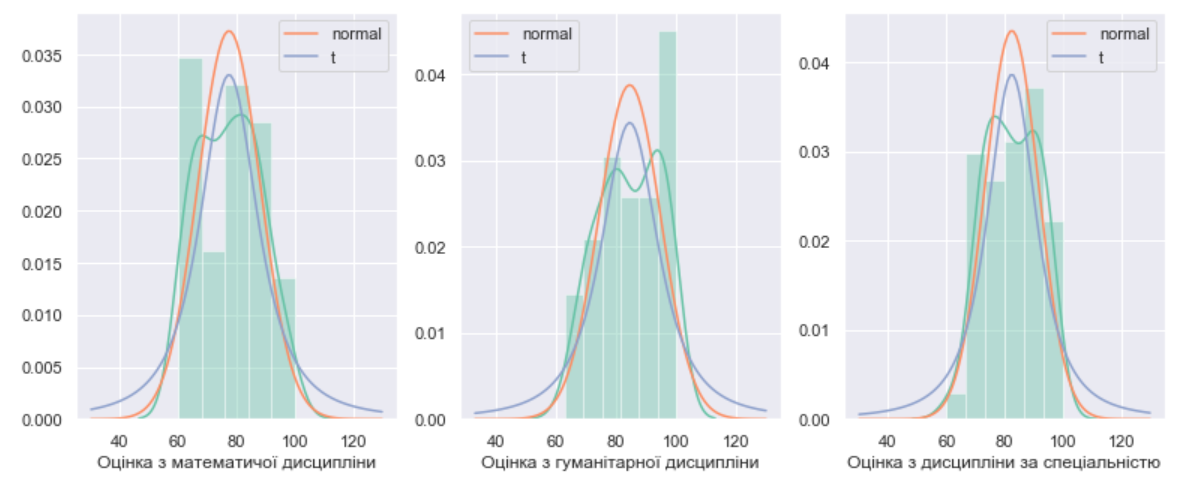 normal
t
0.035
0.030
0.025
0.020
0.015
0.010
0.005
0.000
40 60 80 100 120
Оцінка з математичої дисципліни
normal
t
0.04
0.03
0.02
0.01
0.00
40 60 80 100 120
Оцінка з гуманітарної дисципліни
normal
t
0.04
0.03
0.02
0.01
0.00
40 60 80 100 120
Оцінка з дисципліни за спеціальністю